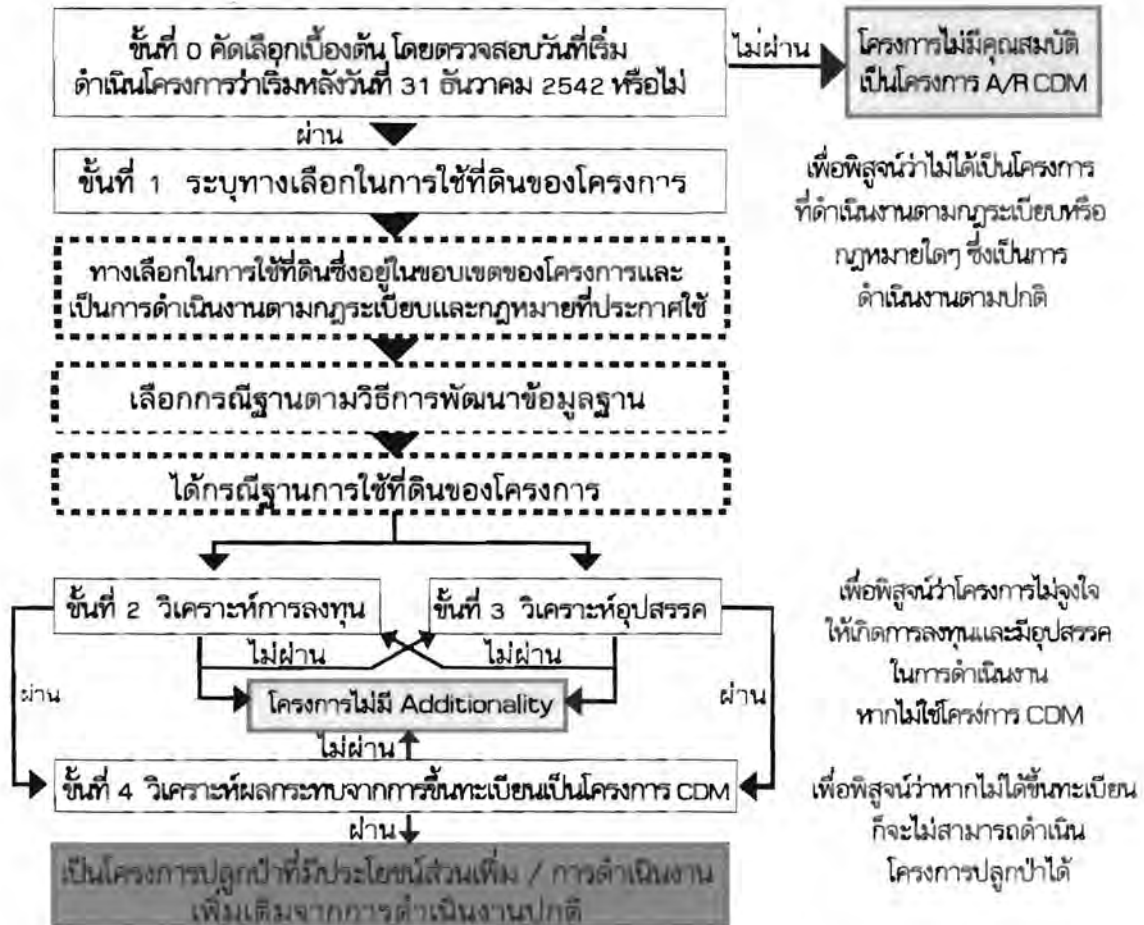 ขั้นที่ 0 คัดเลือกเบื้องต้น โดยตรวจสอบวันที่เริ่ม
ดำเนินโครงการว่าเริ่มหลังวันที่ 31 ธันวาคม 2542 หรือไม่
ไม่ผ่าน
โครงการไม่มีคุณสมบัติ
เป็นโครงการ A/R CDM
ผ่าน
ขั้นที่ 1 ระบุทางเลือกในการใช้ที่ดินของโครงการ
เพื่อพิสูจน์ว่าไม่ได้เป็นโครงการ
ที่ดำเนินงานตามกฎระเบียบหรือ
กฎหมายใดๆ ซึ่งเป็นการ
ดำเนินงานตามปกติ
ทางเลือกในการใช้ที่ดินซึ่งอยู่ในขอบเขตของโครงการและ
เป็นการดำเนินงานตามกฎระเบียบและกฎหมายที่ประกาศใช้
เลือกกรณีฐานตามวิธีการพัฒนาข้อมูลฐาน
ได้กรณีฐานการใช้ที่ดินของโครงการ
ขั้นที่ 2 วิเคราะห์การลงทุน
ขั้นที่ 3 วิเคราะห์อุปสรรค
ไม่ผ่าน
ไม่ผ่าน
ผ่าน
โครงการไม่มี Additionality
ผ่าน
เพื่อพิสูจน์ว่าโครงการไม่จูงใจ
ให้เกิดการลงทุนและมีอุปสรรค
ในการดำเนินงาน
หากไม่ใช่โครงการ CDM
ไม่ผ่าน
ขั้นที่ 4 วิเคราะห์ผลกระทบจากการขึ้นทะเบียนเป็นโครงการ CDM
ผ่าน
เพื่อพิสูจน์ว่าหากไม่ได้ขึ้นทะเบียน
ก็จะไม่สามารถดำเนิน
โครงการปลูกป่าได้
เป็นโครงการปลูกป่าที่มีประโยชน์ส่วนเพิ่ม / การดำเนินงาน
เพิ่มเติมจากการดำเนินงานปกติ